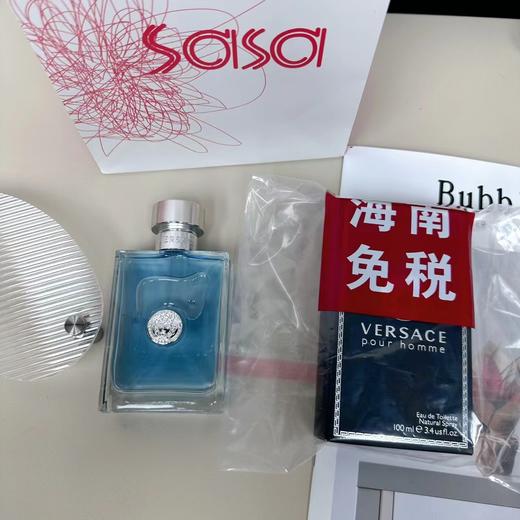 sasa
Bubb
海南
免税
VERSACE
pour homme
Eau de Toilette
Natural Spray
100 ml ℮ 3.4 us fl.oz.